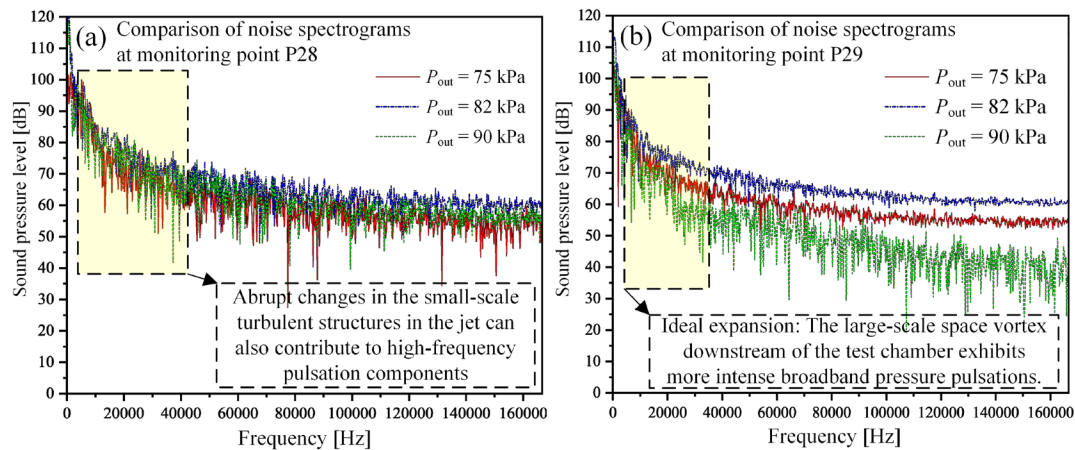 (a)
Comparison of noise spectrograms
at monitoring point P28
Pout = 75 kPa
Pout = 82 kPa
Pout = 90 kPa
Sound pressure level [dB]
120
110
100
90
80
70
60
50
40
30
20
10
0
Abrupt changes in the small-scale
turbulent structures in the jet can
also contribute to high-frequency
pulsation components
0 20000 40000 60000 80000 100000 120000 140000 160000
Frequency [Hz]
(b)
Comparison of noise spectrograms
at monitoring point P29
Pout = 75 kPa
Pout = 82 kPa
Pout = 90 kPa
Sound pressure level [dB]
120
110
100
90
80
70
60
50
40
30
20
10
0
Ideal expansion: The large-scale space vortex
downstream of the test chamber exhibits
more intense broadband pressure pulsations.
0 20000 40000 60000 80000 100000 120000 140000 160000
Frequency [Hz]